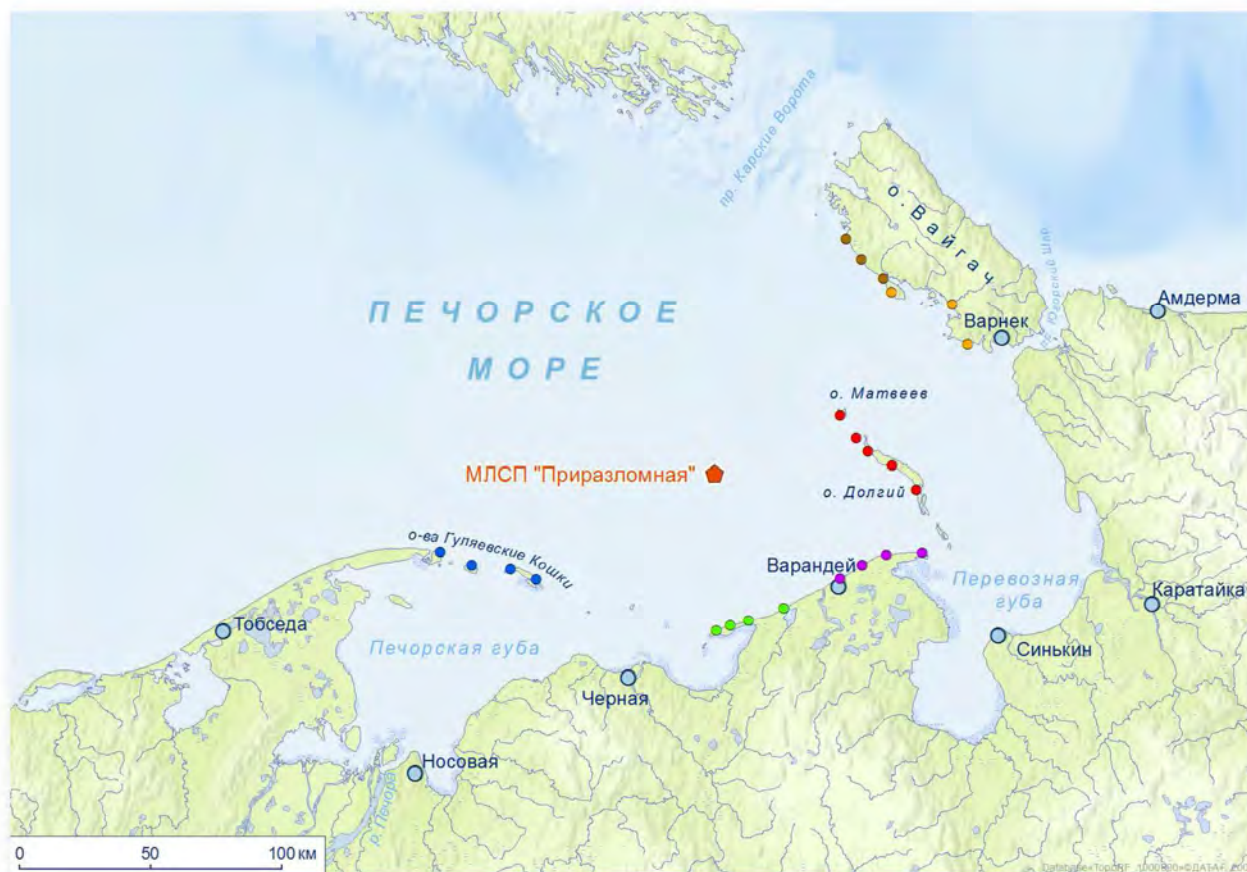 пр. Карские Ворота
о. Вайгач
пр. Югорский Шар
Амдерма
Варнек
ПЕЧОРСКОЕ
МОРЕ
о. Матвеев
МЛСП "Приразломная"
о. Долгий
о-ва Гуляевские Кошки
Варандей
Перевозная
губа
Каратайка
Тобседа
Печорская губа
Синькин
Черная
Носовая
р. Печора
0 50 100 км